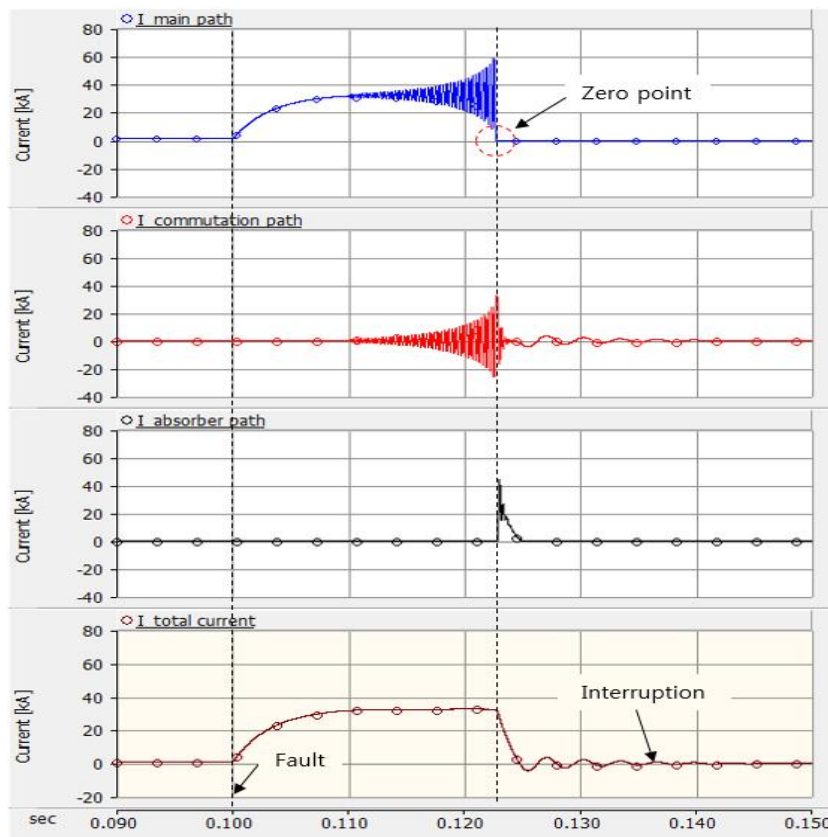 I main path
80
60
40
20
0
-20
-40
Current [kA]
Zero point
I commutation path
80
60
40
20
0
-20
-40
Current [kA]
I absorber path
80
60
40
20
0
-20
-40
Current [kA]
I total current
80
60
40
20
0
-20
Current [kA]
Interruption
Fault
sec 0.090 0.100 0.110 0.120 0.130 0.140 0.150